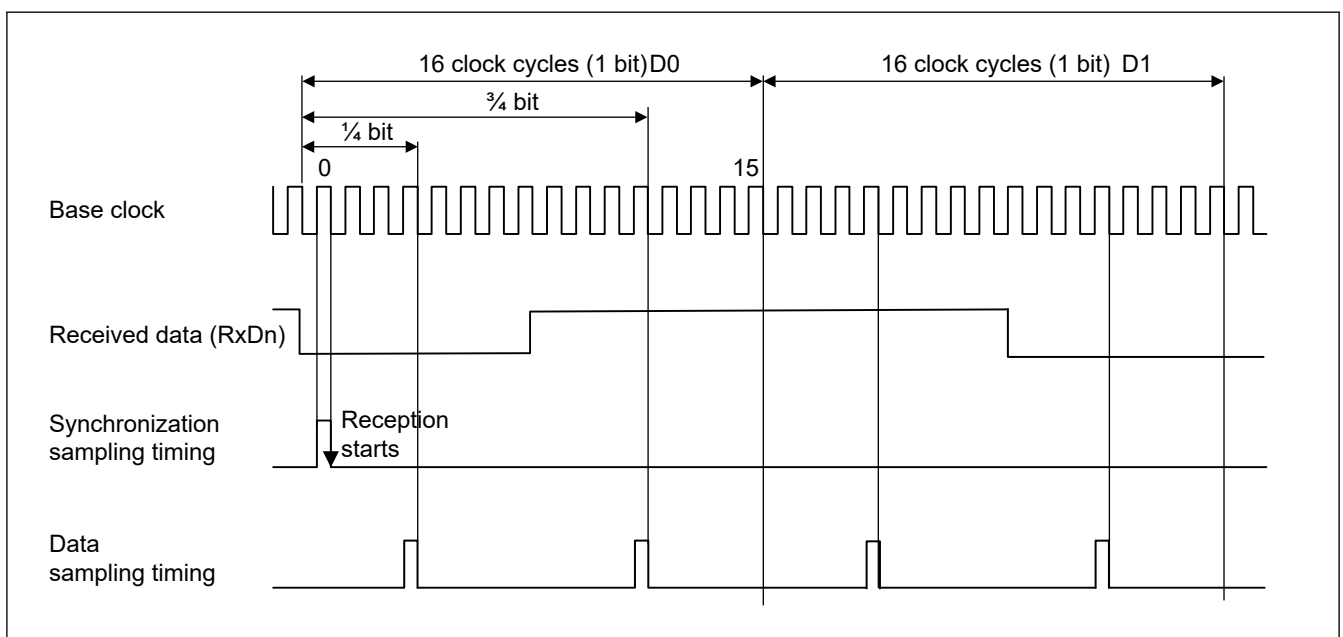 16 clock cycles (1 bit)D0
16 clock cycles (1 bit) D1
¾ bit
¼ bit
0
15
Base clock
Received data (RxDn)
Synchronization
sampling timing
Reception
starts
Data
sampling timing